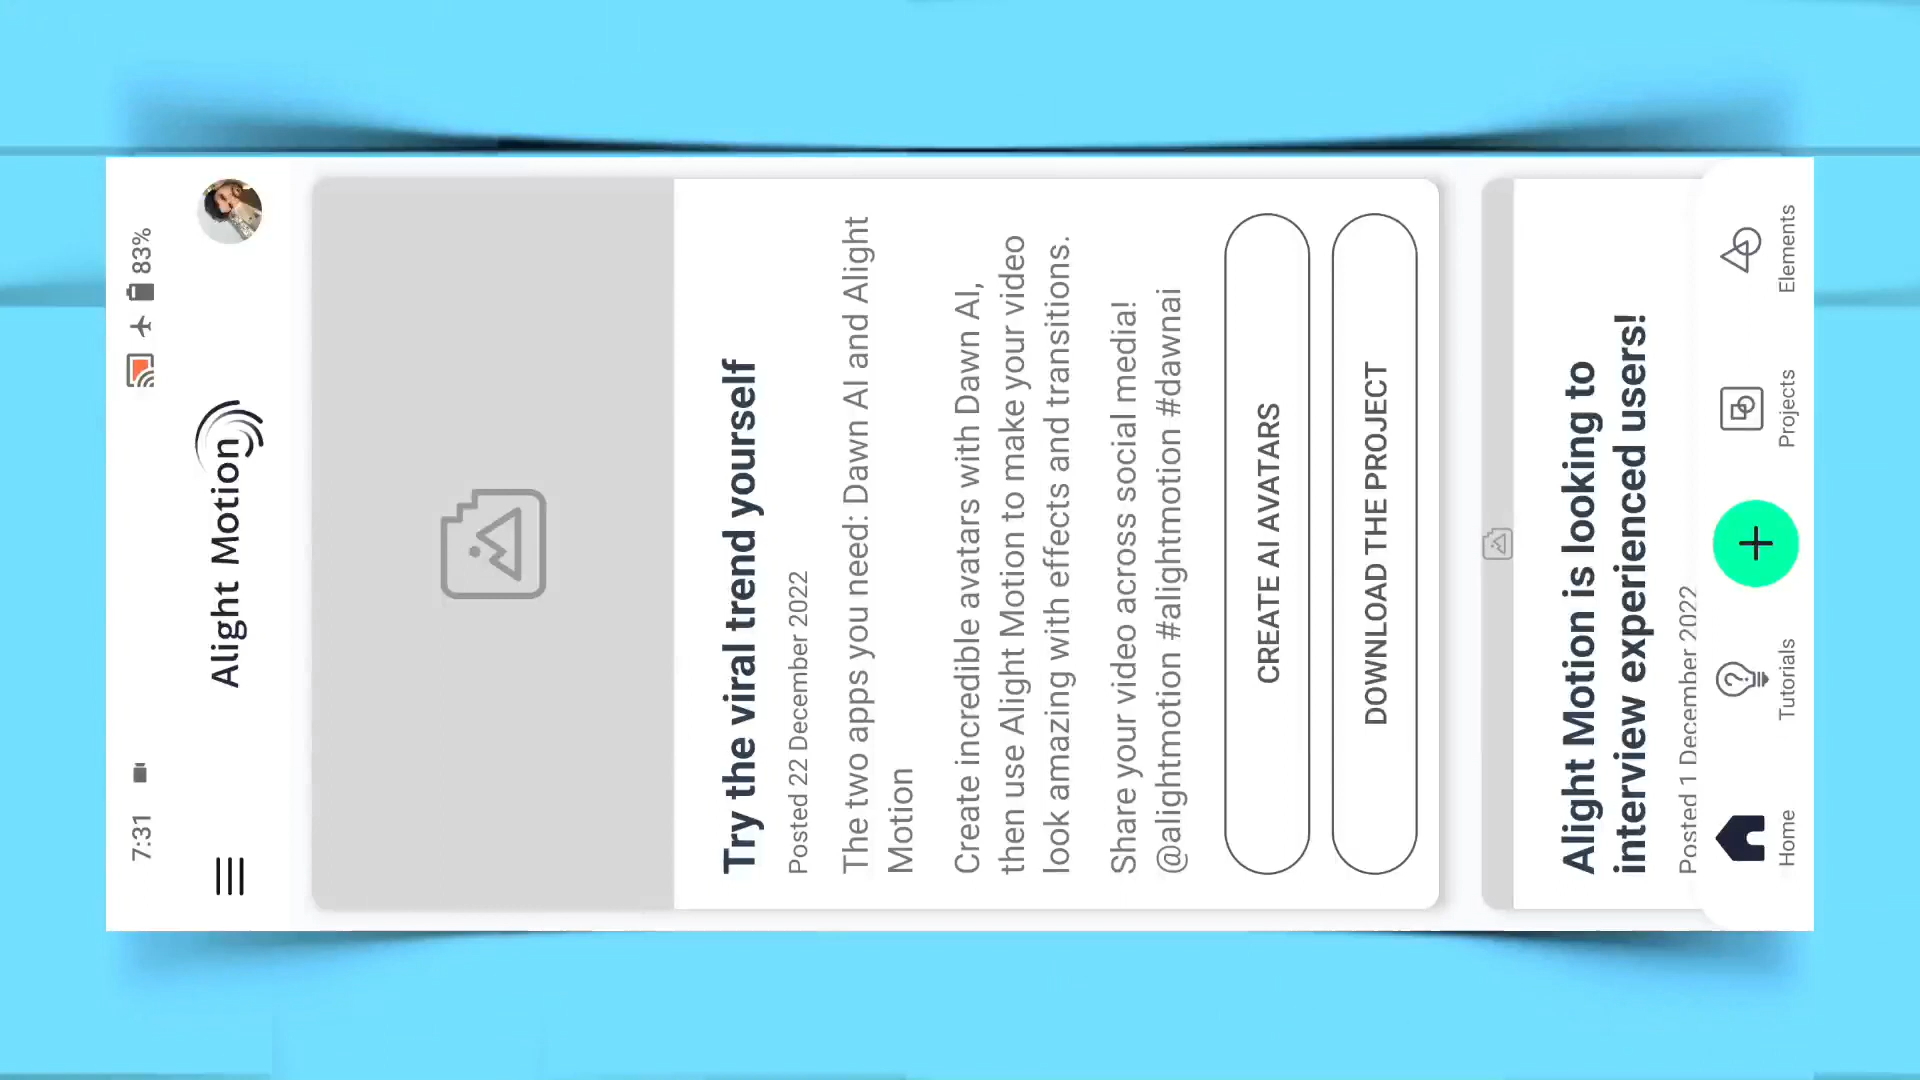 7:31
83%
Alight Motion
Try the viral trend yourself
Posted 22 December 2022
The two apps you need: Dawn AI and Alight
Motion
Create incredible avatars with Dawn AI,
then use Alight Motion to make your video
look amazing with effects and transitions.
Share your video across social media!
@alightmotion #alightmotion #dawnai
CREATE AI AVATARS
DOWNLOAD THE PROJECT
Alight Motion is looking to
interview experienced users!
Posted 1 December 2022
Home
Tutorials
Projects
Elements